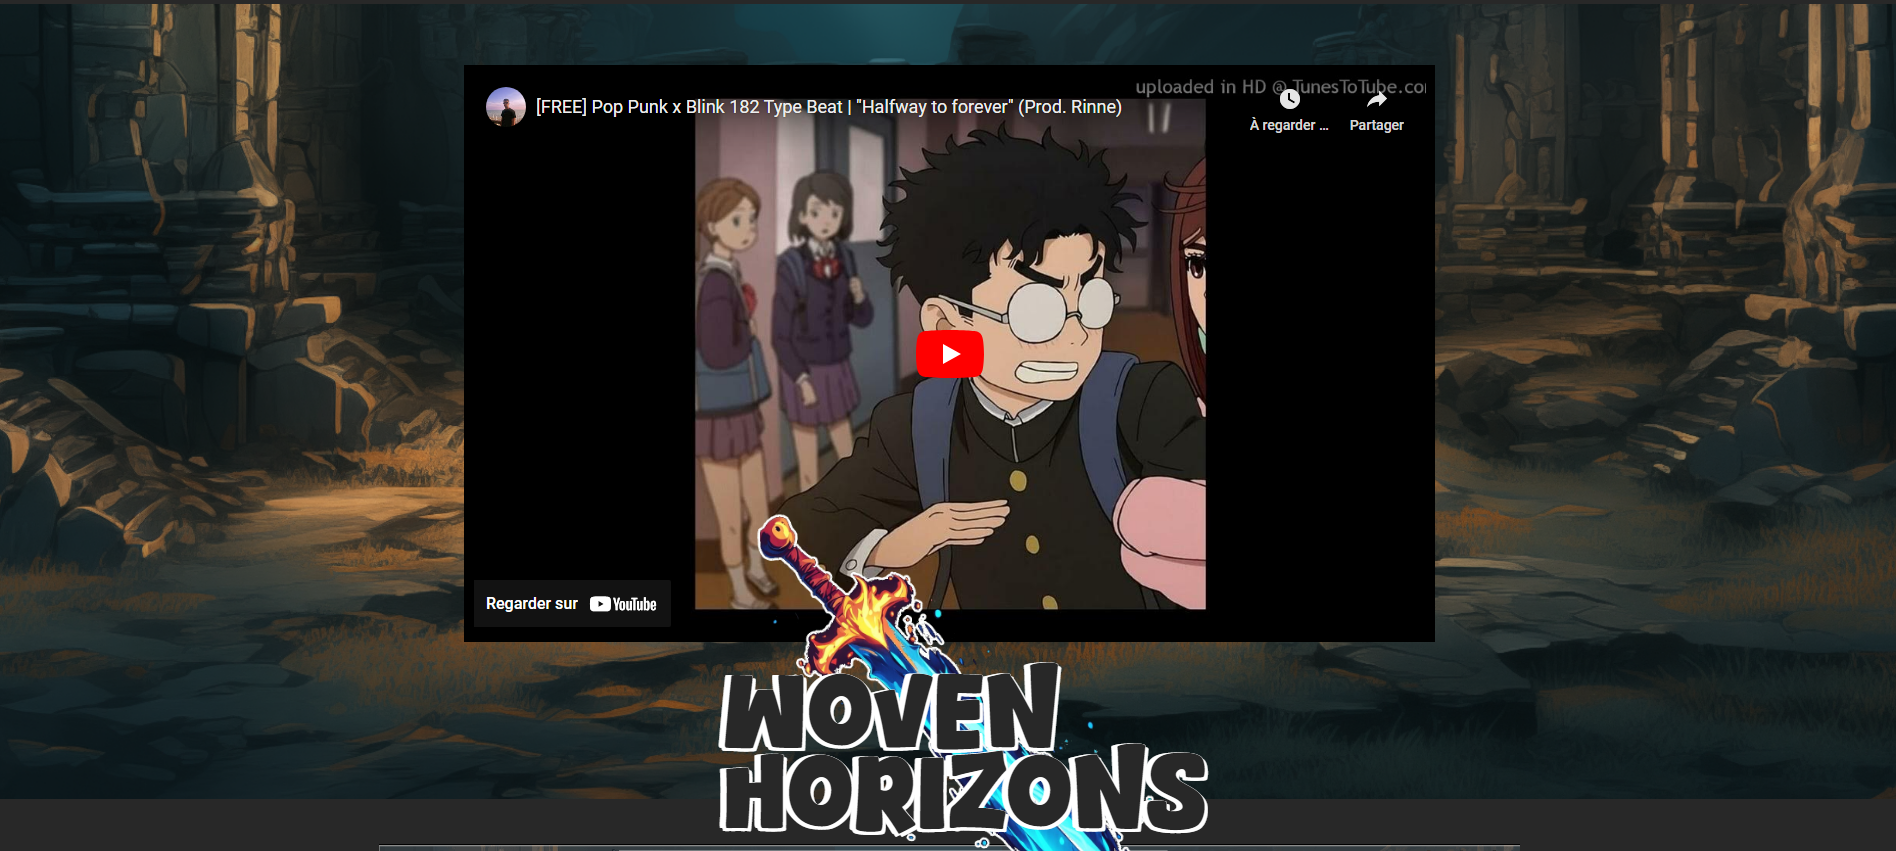 uploaded in HD @ TunesToTube.co
[FREE] Pop Punk x Blink 182 Type Beat | "Halfway to forever" (Prod. Rinne)
À regarder ...
Partager
Regarder sur YouTube
WOVEN
HORIZONS